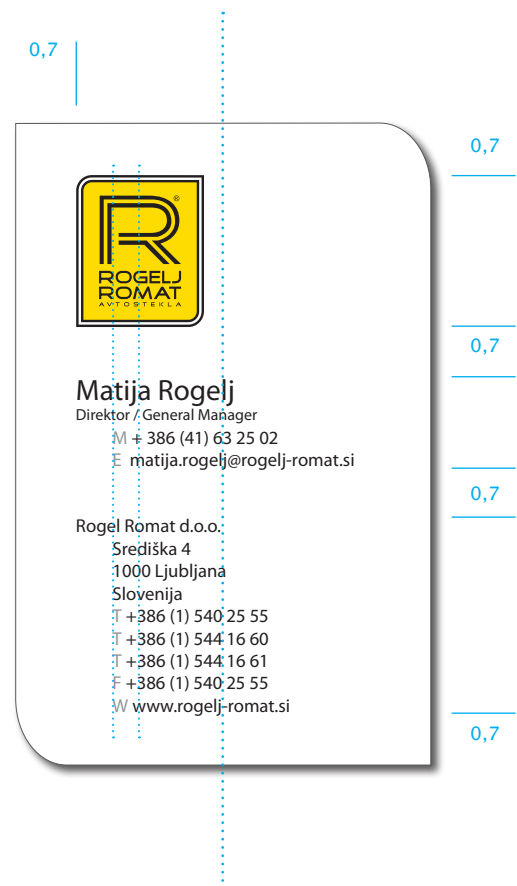 0,7
0,7
R®
ROGELJ
ROMAT
AVTOSTEKLA
0,7
Matija Rogelj
Direktor / General Manager
M + 386 (41) 63 25 02
E matija.rogelj@rogelj-romat.si
0,7
Rogel Romat d.o.o.
Središka 4
1000 Ljubljana
Slovenija
T +386 (1) 540 25 55
T +386 (1) 544 16 60
T +386 (1) 544 16 61
F +386 (1) 540 25 55
W www.rogelj-romat.si
0,7